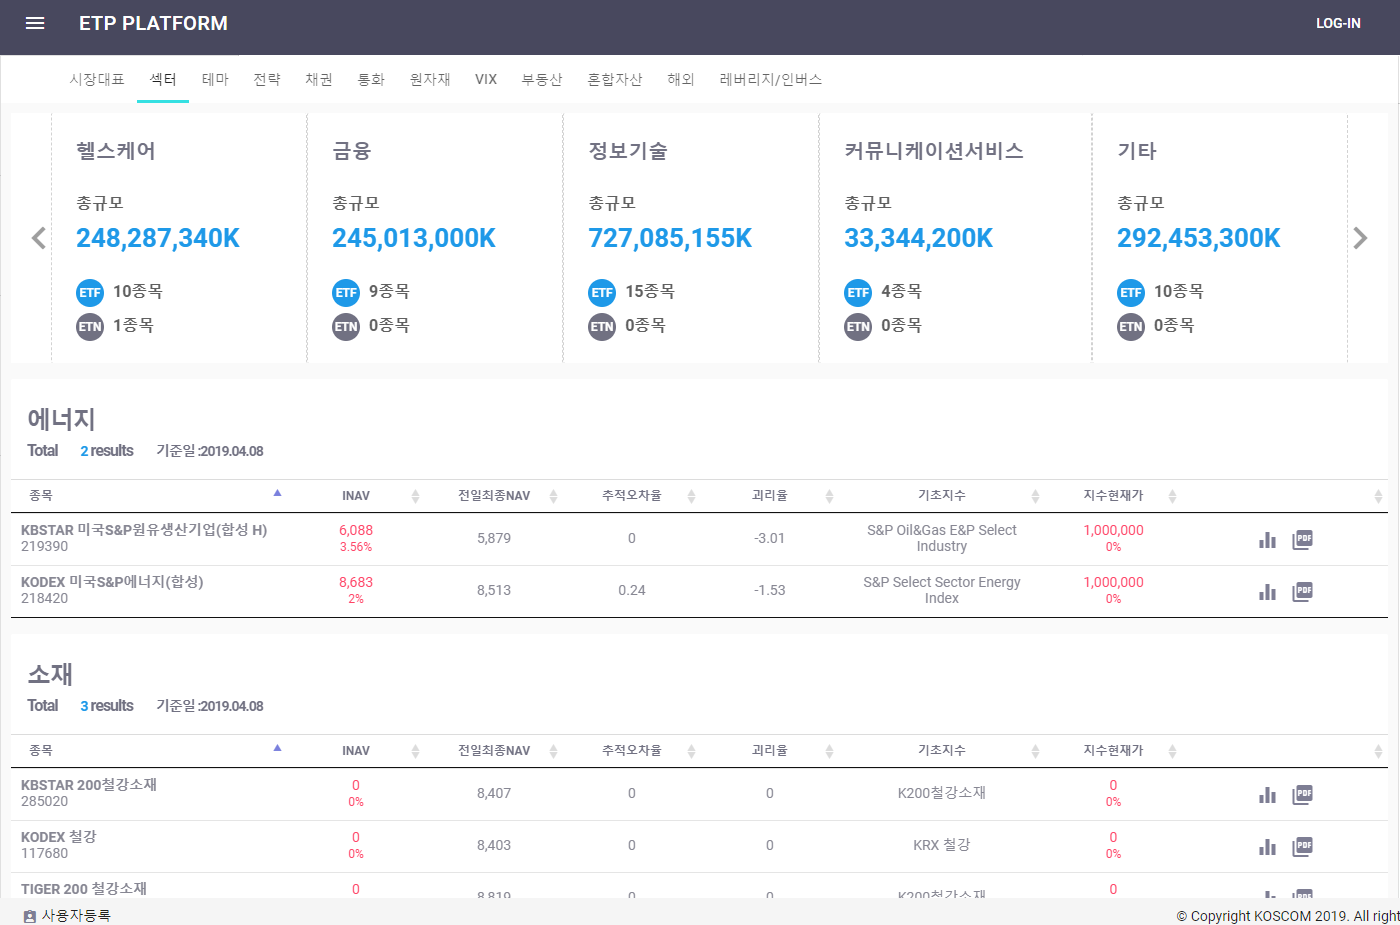 ETP PLATFORM
LOG-IN
시장대표 섹터 테마 전략 채권 통화 원자재 VIX 부동산 혼합자산 해외 레버리지/인버스
헬스케어 금융 정보기술 커뮤니케이션서비스 기타
총규모 총규모 총규모 총규모 총규모
248,287,340K 245,013,000K 727,085,155K 33,344,200K 292,453,300K
ETF 10종목 ETF 9종목 ETF 15종목 ETF 4종목 ETF 10종목
ETN 1종목 ETN 0종목 ETN 0종목 ETN 0종목 ETN 0종목
에너지
Total 2 results 기준일 :2019.04.08
종목 INAV 전일최종NAV 추적오차율 괴리율 기초지수 지수현재가
KBSTAR 미국S&P원유생산기업(합성 H) 6,088 5,879 0 -3.01 S&P Oil&Gas E&P Select 1,000,000 PDF
219390 3.56% Industry 0%
KODEX 미국S&P에너지(합성) 8,683 8,513 0.24 -1.53 S&P Select Sector Energy 1,000,000 PDF
218420 2% Index 0%
소재
Total 3 results 기준일 :2019.04.08
종목 INAV 전일최종NAV 추적오차율 괴리율 기초지수 지수현재가
KBSTAR 200철강소재 0 8,407 0 0 K200철강소재 0 PDF
285020 0% 0%
KODEX 철강 0 8,403 0 0 KRX 철강 0 PDF
117680 0% 0%
TIGER 200 철강소재 0 8,819 0 0 K200철강소재 0 PDF
사용자등록
© Copyright KOSCOM 2019. All right